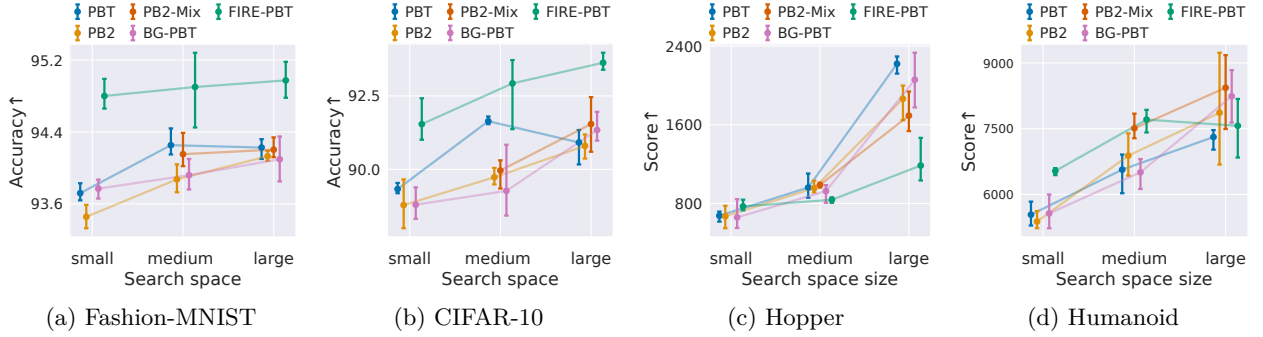 PBT PB2-Mix FIRE-PBT
PB2 BG-PBT
95.2
94.4
93.6
Accuracy↑
small medium large
Search space
(a) Fashion-MNIST
PBT PB2-Mix FIRE-PBT
PB2 BG-PBT
92.5
90.0
Accuracy↑
small medium large
Search space
(b) CIFAR-10
PBT PB2-Mix FIRE-PBT
PB2 BG-PBT
2400
1600
800
Score↑
small medium large
Search space size
(c) Hopper
PBT PB2-Mix FIRE-PBT
PB2 BG-PBT
9000
7500
6000
Score↑
small medium large
Search space size
(d) Humanoid